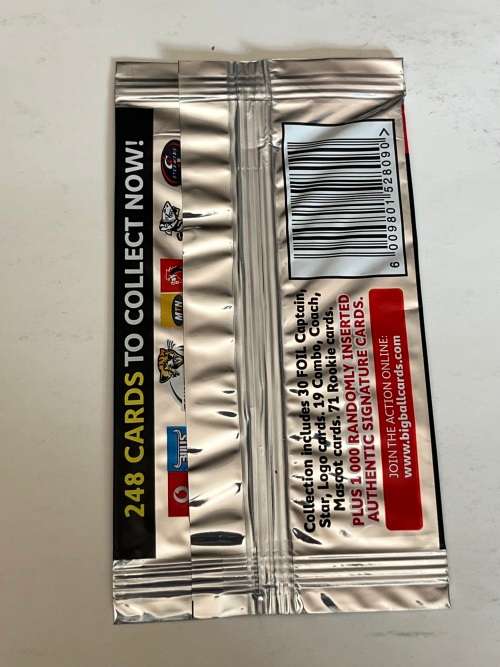 248 CARDS TO COLLECT NOW!
MTN
BULLS
6 009801 528090 >
Collection includes 30 FOIL Captain,
Star, Logo cards. 19 Combo, Coach,
Mascot cards. 71 Rookie cards.
PLUS 1 000 RANDOMLY INSERTED
AUTHENTIC SIGNATURE CARDS.
JOIN THE ACTION ONLINE:
www.bigballcards.com